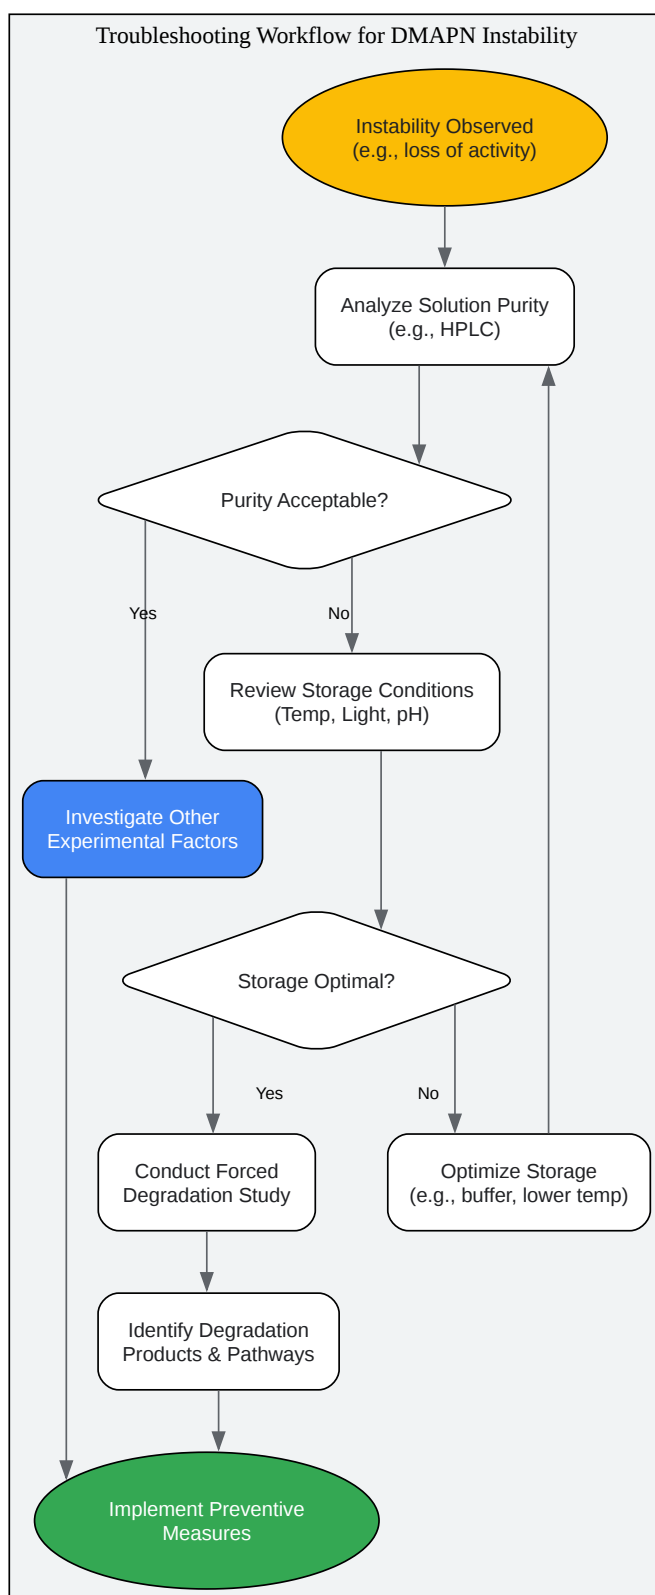 Troubleshooting Workflow for DMAPN Instability
Instability Observed
(e.g., loss of activity)
Analyze Solution Purity
(e.g., HPLC)
Purity Acceptable?
Yes
No
Review Storage Conditions
(Temp, Light, pH)
Investigate Other
Experimental Factors
Storage Optimal?
Yes
No
Conduct Forced
Degradation Study
Optimize Storage
(e.g., buffer, lower temp)
Identify Degradation
Products & Pathways
Implement Preventive
Measures